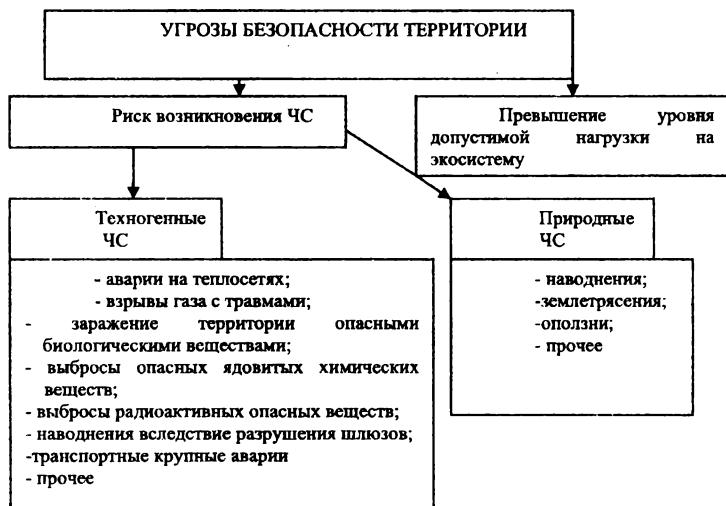 УГРОЗЫ БЕЗОПАСНОСТИ ТЕРРИТОРИИ
Риск возникновения ЧС
Превышение уровня
допустимой нагрузки на
экосистему
Техногенные
ЧС
- аварии на теплосетях;
- взрывы газа с травмами;
- заражение территории опасными
биологическими веществами;
- выбросы опасных ядовитых химических
веществ;
- выбросы радиоактивных опасных веществ;
- наводнения вследствие разрушения шлюзов;
-транспортные крупные аварии
- прочее
Природные
ЧС
- наводнения;
-землетрясения;
-оползни;
- прочее